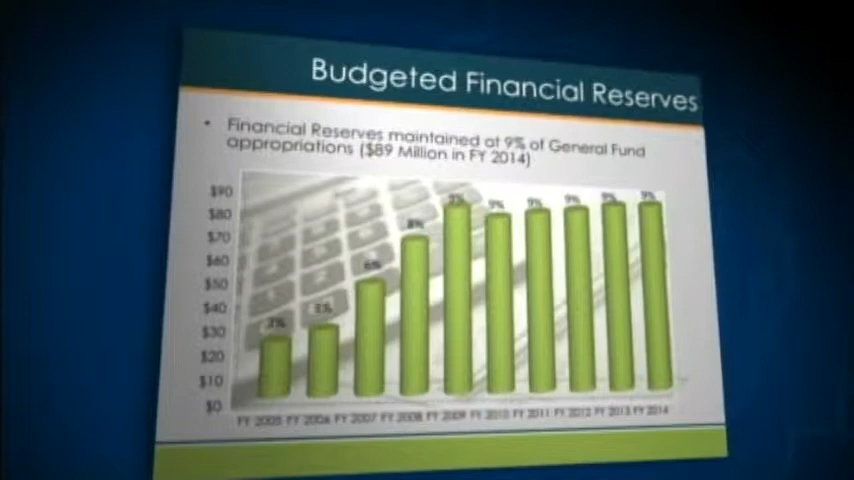 Budgeted Financial Reserves
• Financial Reserves maintained at 9% of General Fund
appropriations ($89 Million in FY 2014)
$90
$80
$70
$60
$50
$40
$30
$20
$10
$0
3% 3% 6% 8% 9% 9% 9% 9% 9% 9%
FY 2005 FY 2006 FY 2007 FY 2008 FY 2009 FY 2010 FY 2011 FY 2012 FY 2013 FY 2014